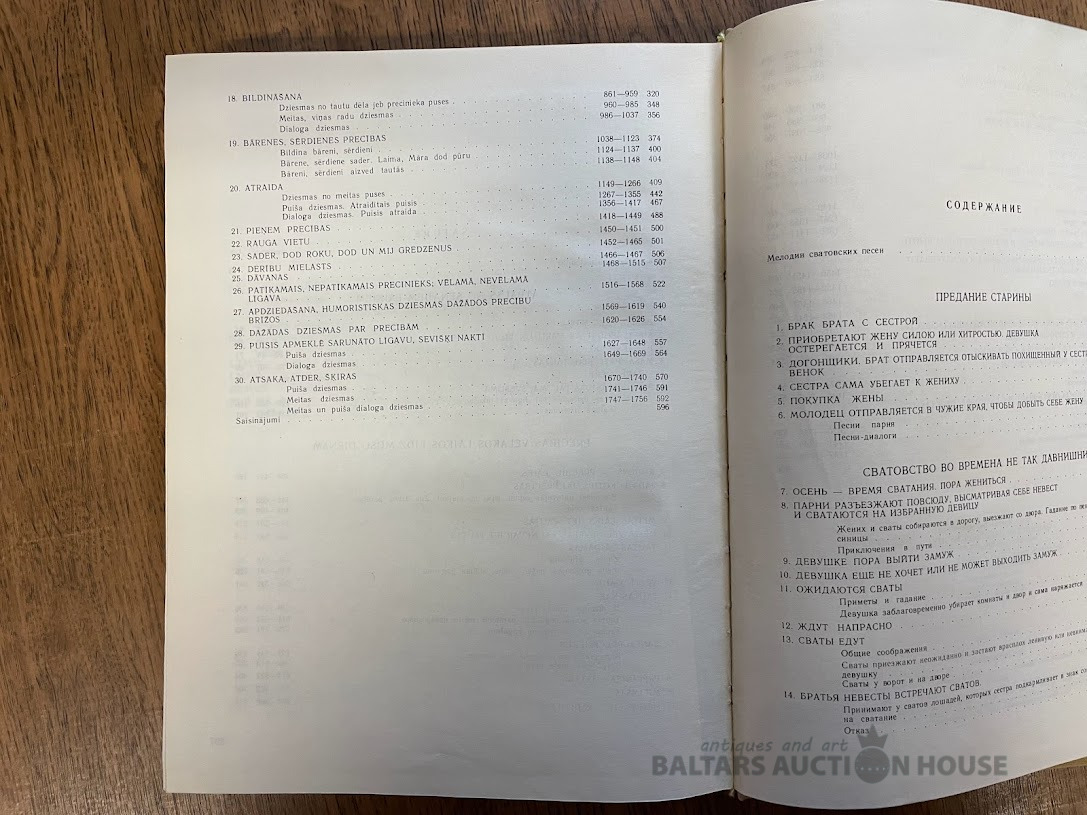 18. BILDINĀŠANA
Dziesmas no tautu dēla jeb precinieka puses 861—959 320
Meitas, viņas radu dziesmas 960—985 348
Dialoga dziesmas 986—1037 356
19. BĀRENES, SĒRDIENES PRECĪBAS
Bildina bāreni, sērdieni 1038—1123 374
Bārene, sērdiene sader. Laima, Māra dod pūru 1124—1137 400
Bāreni, sērdieni aizved tautās 1138—1148 404
20. ATRAIDA
Dziesmas no meitas puses 1149—1266 409
Puiša dziesmas. Atraidītais puisis 1267—1355 442
Dialoga dziesmas. Puisis atraida 1356—1417 467
21. PIEŅEM PRECĪBAS 1418—1449 488
22. RAUGA VIETU 1450—1451 500
23. SADER, DOD ROKU, DOD UN MIJ GREDZENUS 1452—1465 501
24. DERĪBU MIELASTS 1466—1467 506
25. DĀVANAS 1468—1515 507
26. PATĪKAMAIS, NEPATĪKAMAIS PRECINIEKS; VĒLAMĀ, NEVĒLAMĀ
LĪGAVA 1516—1568 522
27. APDZIEDĀŠANA, HUMORISTISKAS DZIESMAS DAŽĀDOS PRECĪBU
BRĪŽOS 1569—1619 540
28. DAŽĀDAS DZIESMAS PAR PRECĪBĀM 1620—1626 554
29. PUISIS APMEKLĒ SARUNĀTO LĪGAVU, SEVIŠĶI NAKTĪ
Puiša dziesmas 1627—1648 557
Dialoga dziesmas 1649—1669 564
30. ATSAKA, ATDER, ŠĶIRAS
Puiša dziesmas 1670—1740 570
Meitas dziesmas 1741—1746 591
Meitas un puiša dialoga dziesmas 1747—1756 592
Saīsinājumi 596
СОДЕРЖАНИЕ
Мелодии сватовских песен
ПРЕДАНИЕ СТАРИНЫ
1. БРАК БРАТА С СЕСТРОЙ
2. ПРИОБРЕТАЮТ ЖЕНУ СИЛОЮ ИЛИ ХИТРОСТЬЮ. ДЕВУШКА
ОСТЕРЕГАЕТСЯ И ПРЯЧЕТСЯ
3. ДОГОНЩИКИ. БРАТ ОТПРАВЛЯЕТСЯ ОТЫСКИВАТЬ ПОХИЩЕННЫЙ У СЕСТ
ВЕНОК
4. СЕСТРА САМА УБЕГАЕТ К ЖЕНИХУ
5. ПОКУПКА ЖЕНЫ
6. МОЛОДЕЦ ОТПРАВЛЯЕТСЯ В ЧУЖИЕ КРАЯ, ЧТОБЫ ДОБЫТЬ СЕБЕ ЖЕНУ
Песни парня
Песни-диалоги
СВАТОВСТВО ВО ВРЕМЕНА НЕ ТАК ДАВНИШНИ
7. ОСЕНЬ — ВРЕМЯ СВАТАНИЯ. ПОРА ЖЕНИТЬСЯ
8. ПАРНИ РАЗЪЕЗЖАЮТ ПОВСЮДУ, ВЫСМАТРИВАЯ СЕБЕ НЕВЕСТ
И СВАТАЮТСЯ НА ИЗБРАННУЮ ДЕВИЦУ
Жених и сваты собираются в дорогу, выезжают со двора. Гадание по пен
синицы
Приключения в пути
9. ДЕВУШКЕ ПОРА ВЫЙТИ ЗАМУЖ
10. ДЕВУШКА ЕЩЕ НЕ ХОЧЕТ ИЛИ НЕ МОЖЕТ ВЫХОДИТЬ ЗАМУЖ
11. ОЖИДАЮТСЯ СВАТЫ
Приметы и гадание
Девушка заблаговременно убирает комнаты и двор и сама наряжается
12. ЖДУТ НАПРАСНО
13. СВАТЫ ЕДУТ
Общие соображения
Сваты приезжают неожиданно и застают врасплох ленивую или
девушку
Сваты у ворот и на дворе
14. БРАТЬЯ НЕВЕСТЫ ВСТРЕЧАЮТ СВАТОВ.
Принимают у сватов лошадей, которых сестра подкармливает в знак
на сватание
Отказ
antiques and art
BALTARS AUCTION HOUSE